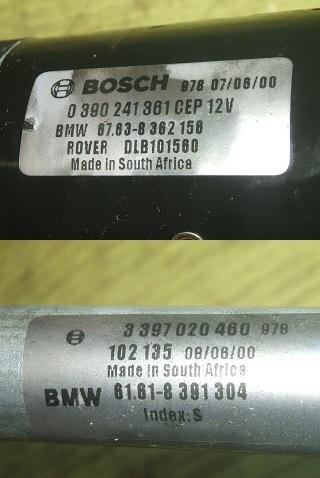 BOSCH 978 07/06/00
0 390 241 361 CEP 12V
BMW 67.63-8 362 156
ROVER DLB101560
Made in South Africa
3 397 020 460 978
102 135 08/06/00
Made in South Africa
BMW 61.61-8 391 304
Index: S